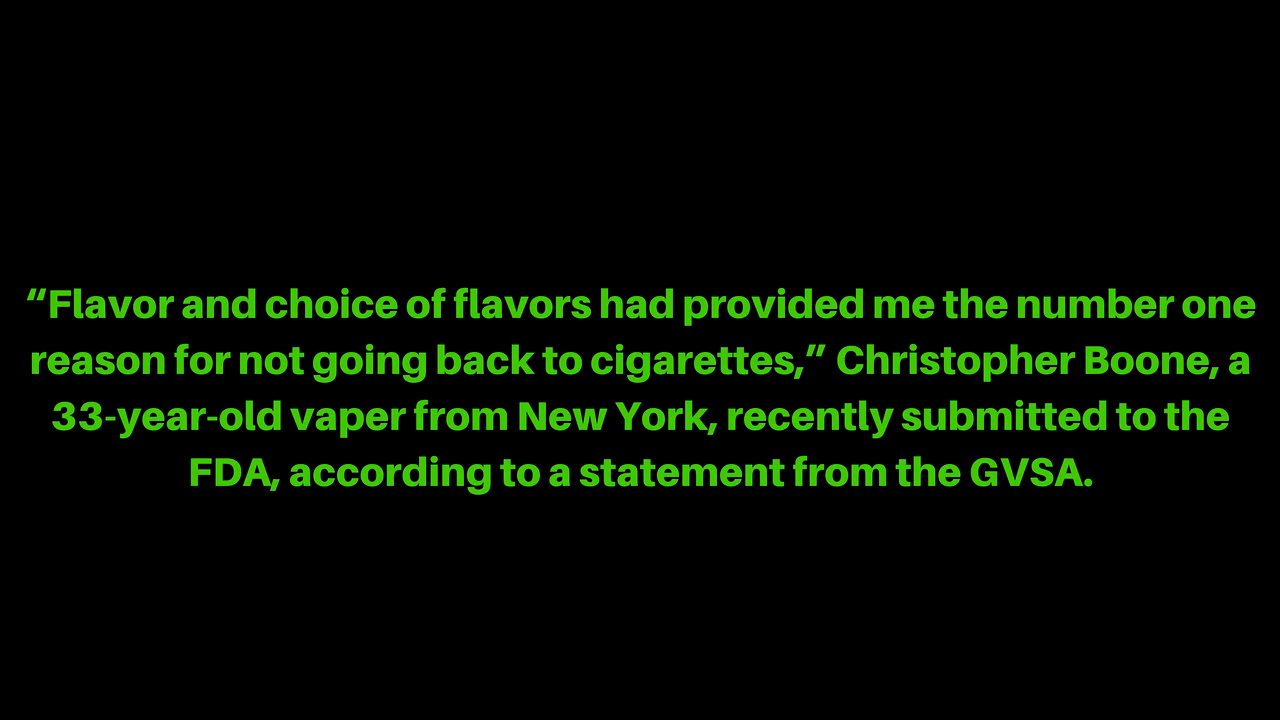 “Flavor and choice of flavors had provided me the number one
reason for not going back to cigarettes,” Christopher Boone, a
33-year-old vaper from New York, recently submitted to the
FDA, according to a statement from the GVSA.